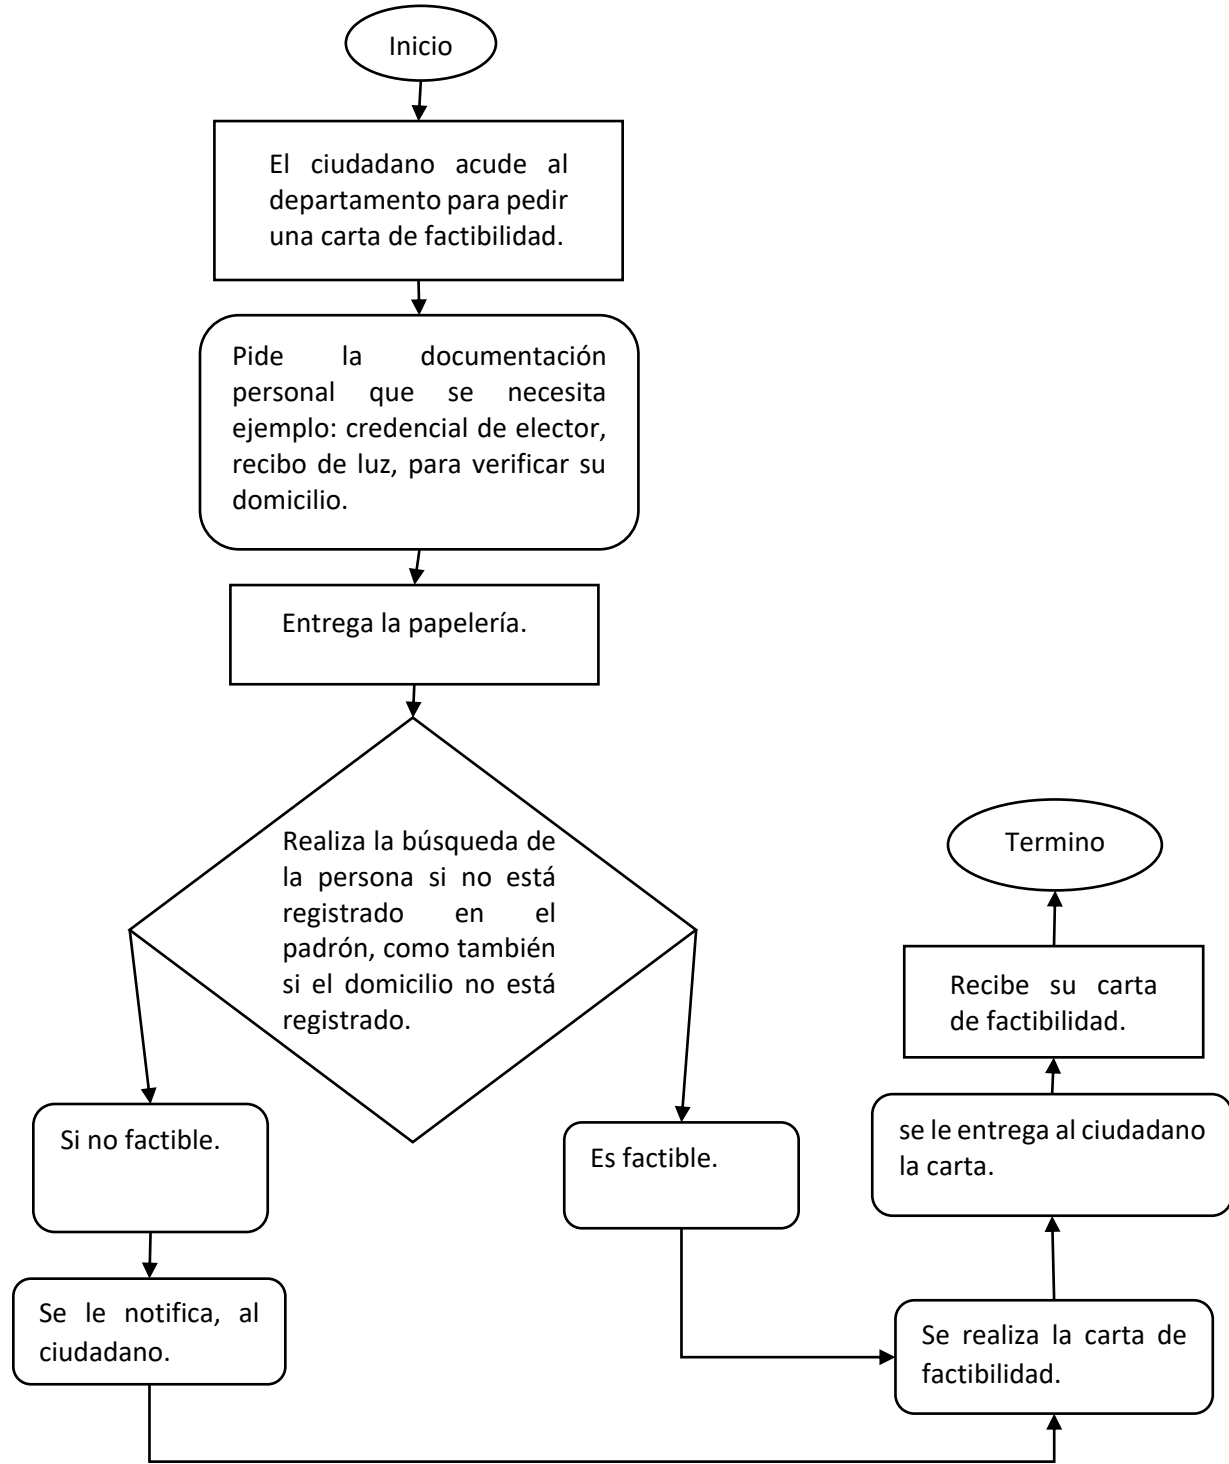 Inicio
El ciudadano acude al
departamento para pedir
una carta de factibilidad.
Pide la documentación
personal que se necesita
ejemplo: credencial de elector,
recibo de luz, para verificar su
domicilio.
Entrega la papelería.
Realiza la búsqueda de
la persona si no está
registrado en el
padrón, como también
si el domicilio no está
registrado.
Si no factible.
Se le notifica, al
ciudadano.
Es factible.
Se realiza la carta de
factibilidad.
se le entrega al ciudadano
la carta.
Recibe su carta
de factibilidad.
Termino